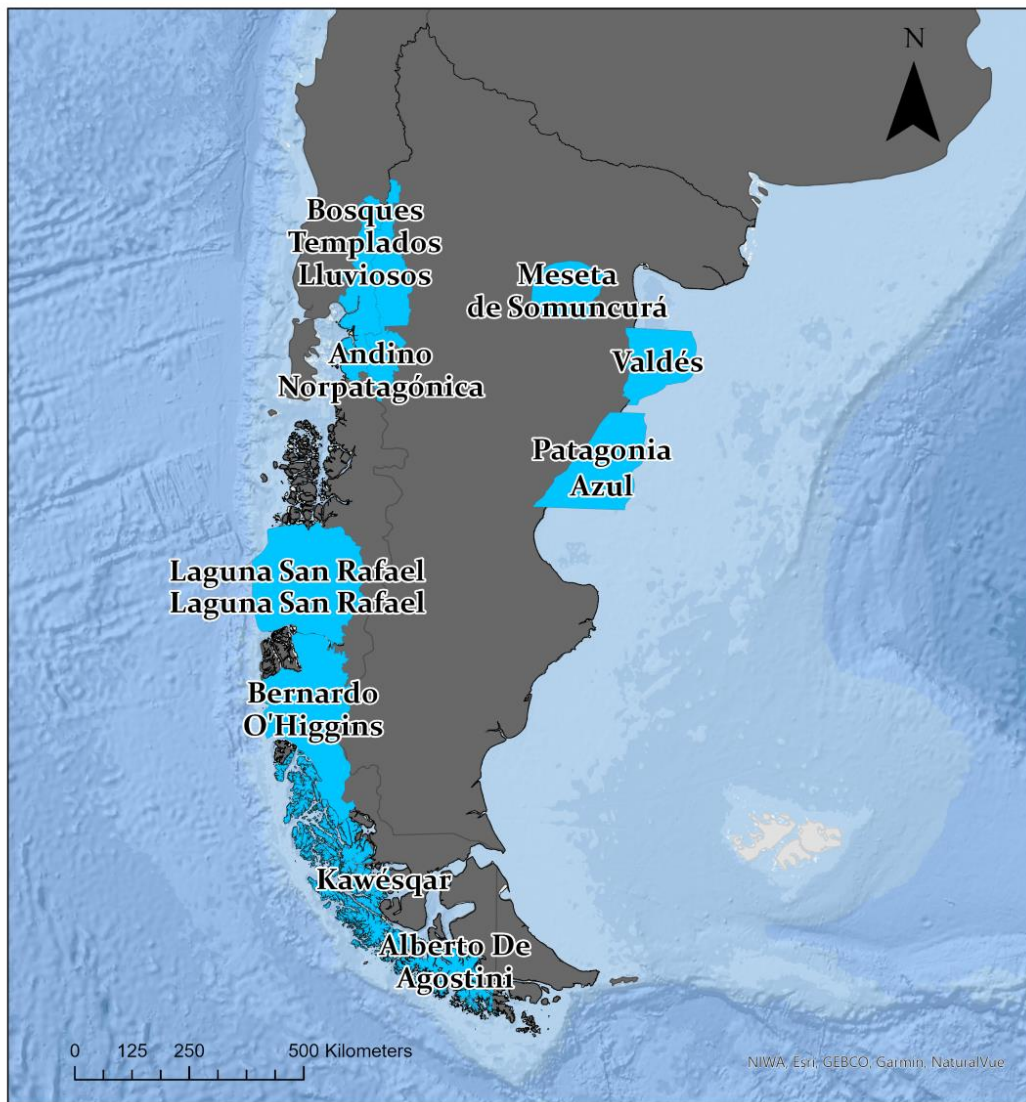 N
Bosques
Templados
Lluviosos
Meseta
de Somuncurá
Andino
Norpatagónica
Valdés
Patagonia
Azul
Laguna San Rafael
Laguna San Rafael
Bernardo
O'Higgins
Kawésqar
Alberto De
Agostini
0 125 250 500 Kilometers
NIWA, Esri, GEBCO, Garmin, NaturalVue